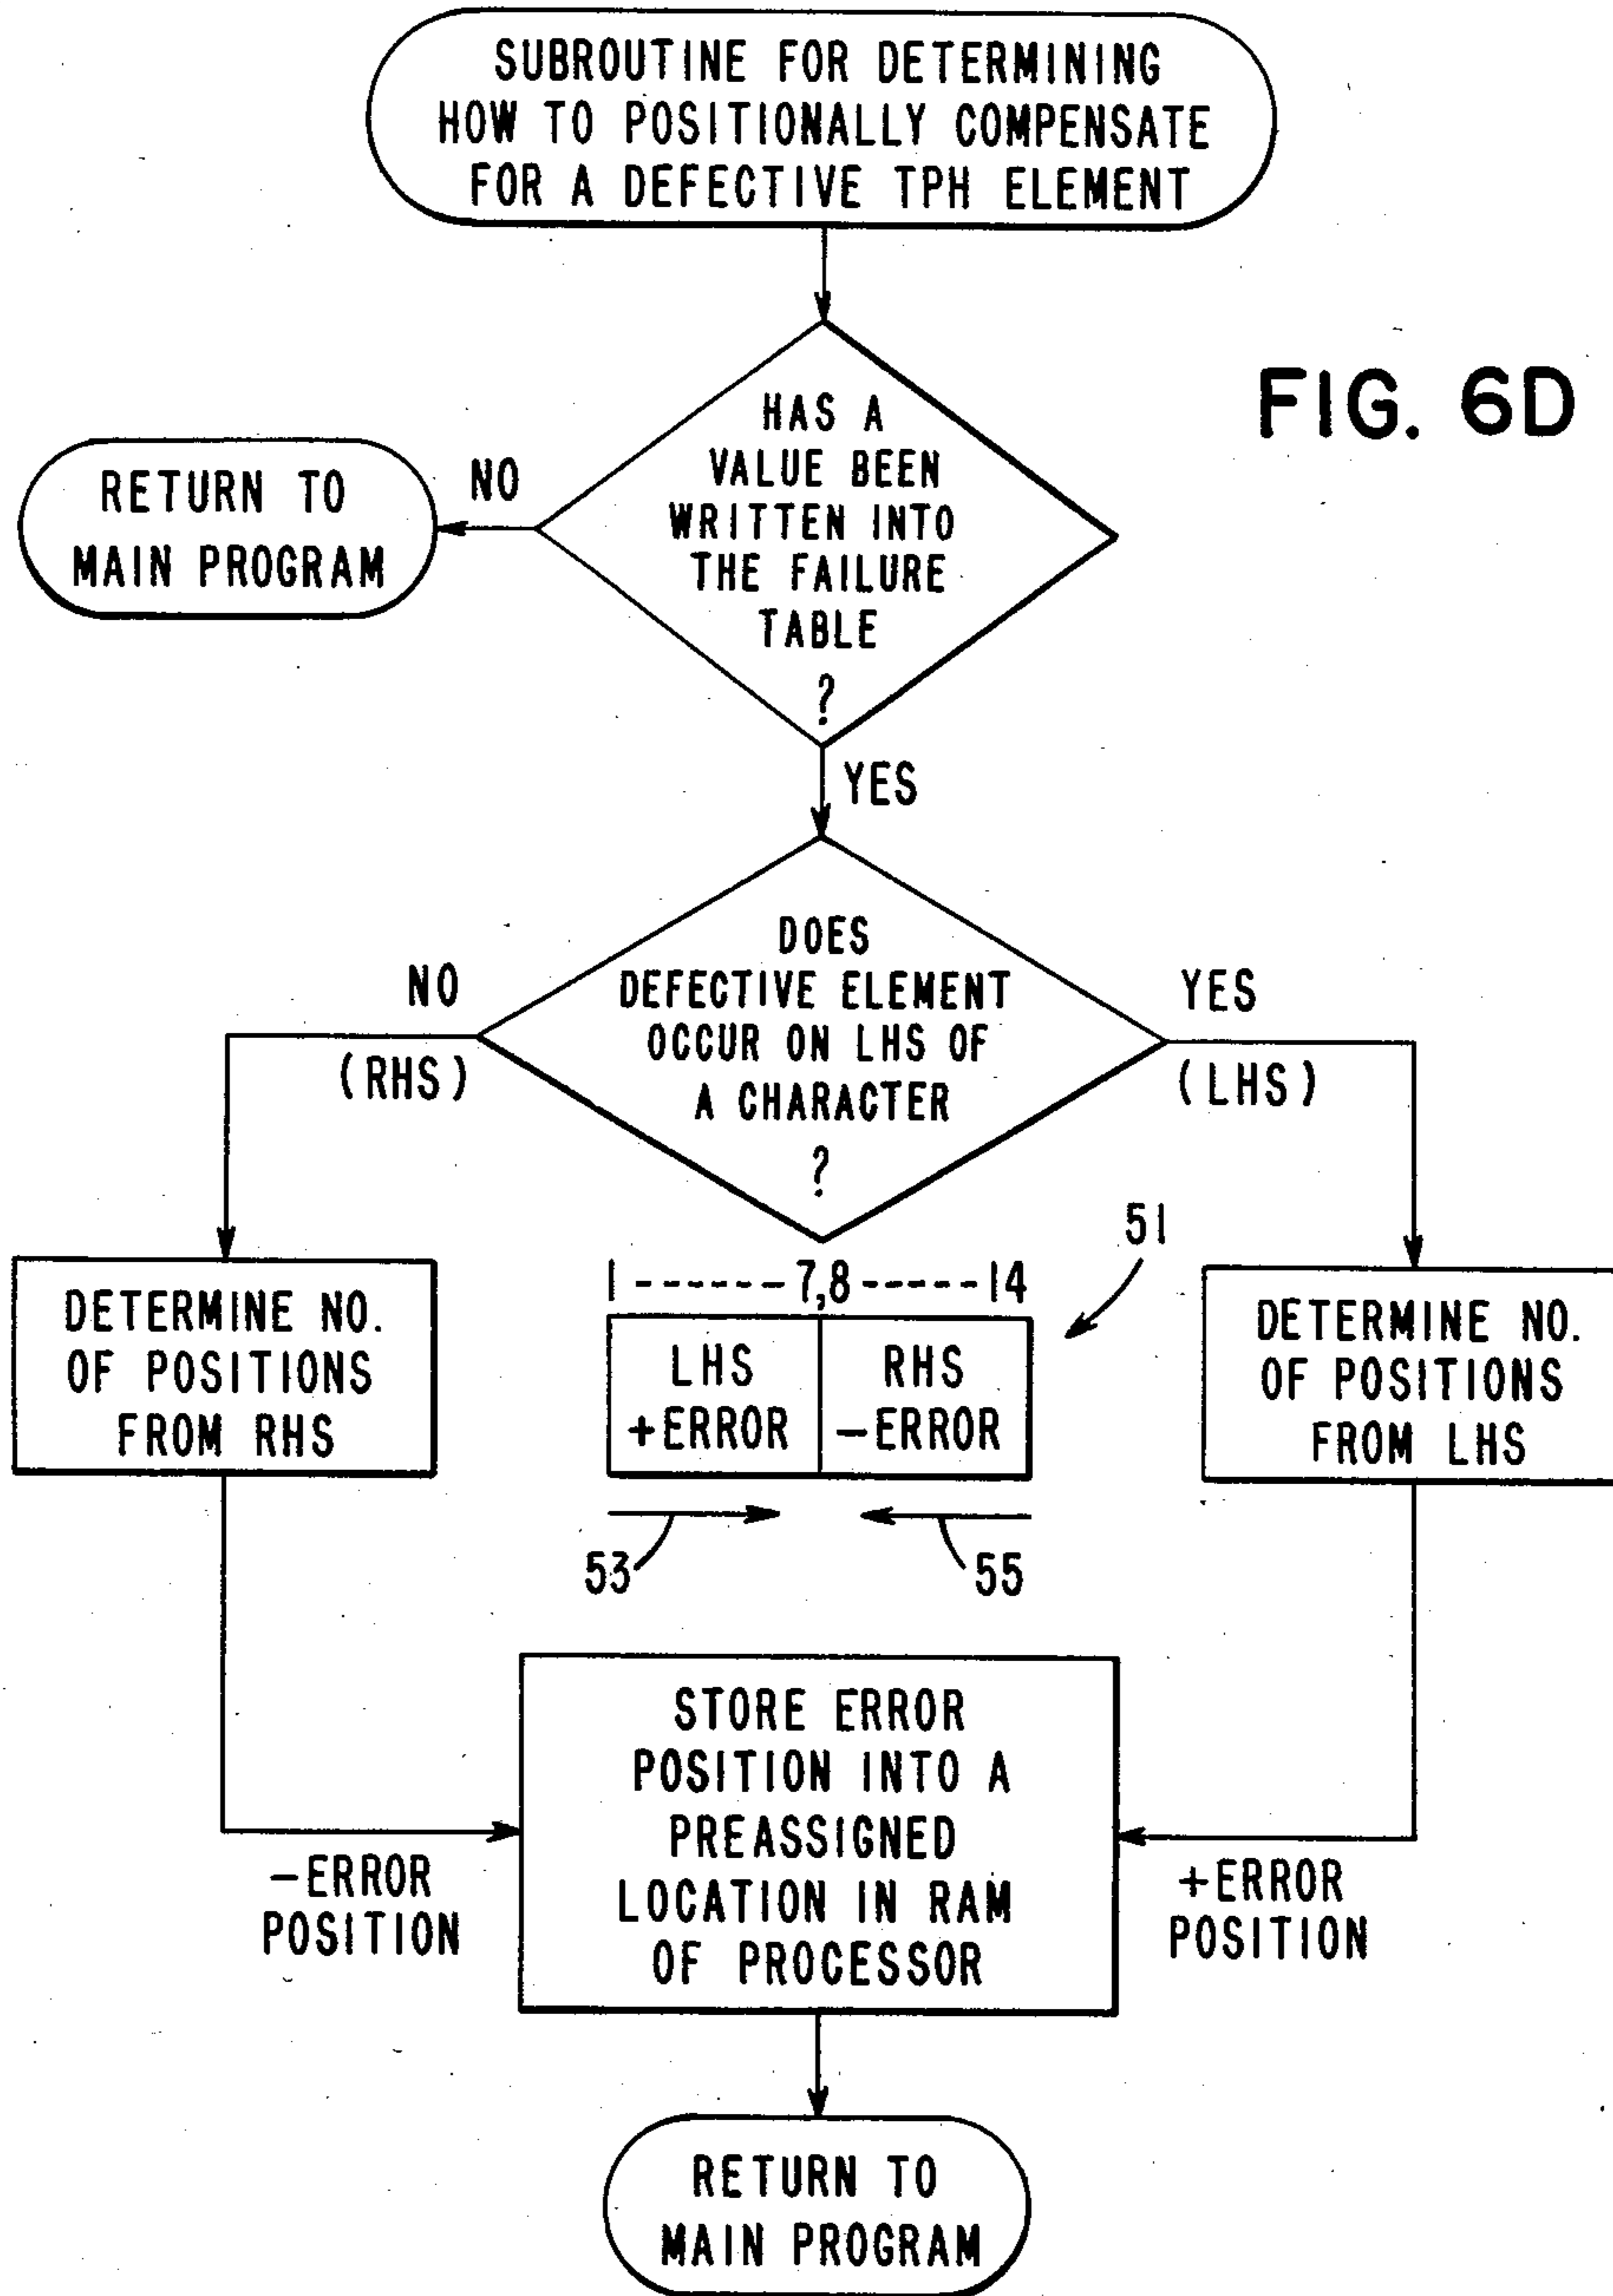 SUBROUTINE FOR DETERMINING
HOW TO POSITIONALLY COMPENSATE
FOR A DEFECTIVE TPH ELEMENT
FIG. 6D
HAS A
VALUE BEEN
WRITTEN INTO
THE FAILURE
TABLE
?
NO
RETURN TO
MAIN PROGRAM
YES
DOES
DEFECTIVE ELEMENT
OCCUR ON LHS OF
A CHARACTER
?
NO
(RHS)
YES
(LHS)
DETERMINE NO.
OF POSITIONS
FROM RHS
1------7,8-----14
LHS
+ERROR
RHS
-ERROR
51
53
55
DETERMINE NO.
OF POSITIONS
FROM LHS
STORE ERROR
POSITION INTO A
PREASSIGNED
LOCATION IN RAM
OF PROCESSOR
-ERROR
POSITION
+ERROR
POSITION
RETURN TO
MAIN PROGRAM